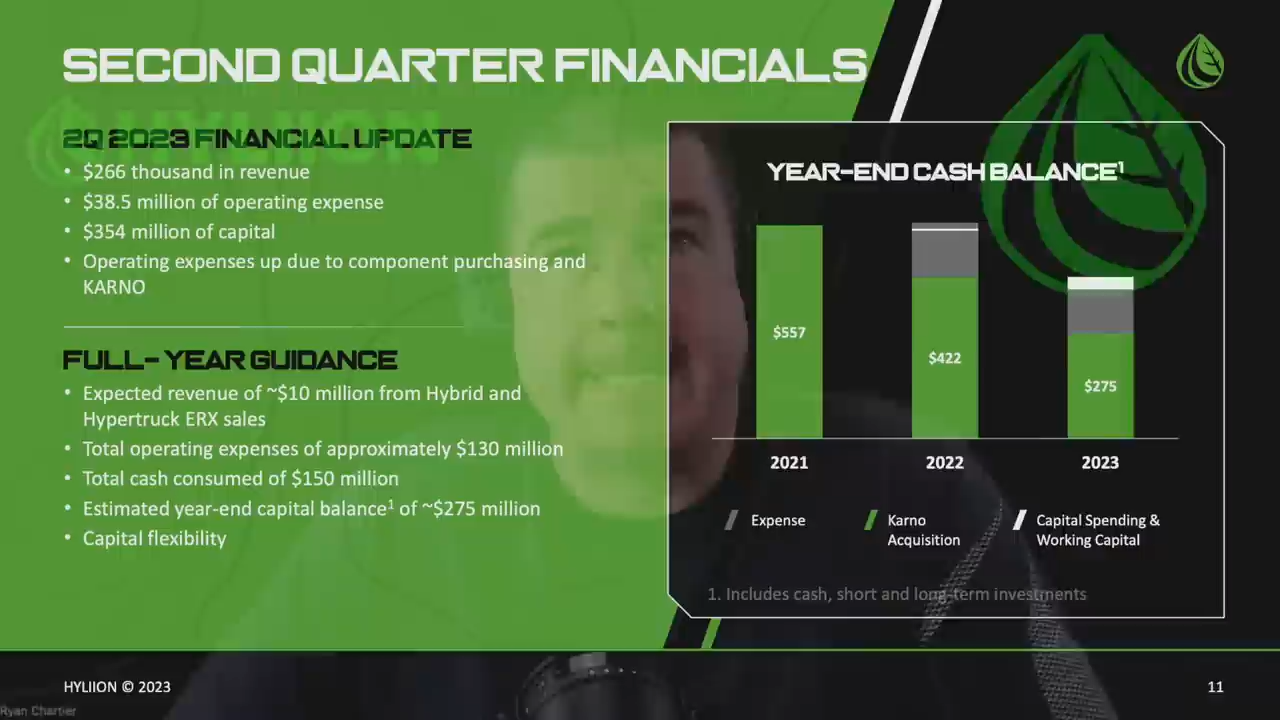 SECOND QUARTER FINANCIALS
HYLIION
2Q 2023 FINANCIAL UPDATE
• $266 thousand in revenue
• $38.5 million of operating expense
• $354 million of capital
• Operating expenses up due to component purchasing and
KARNO
FULL-YEAR GUIDANCE
• Expected revenue of ~$10 million from Hybrid and
Hypertruck ERX sales
• Total operating expenses of approximately $130 million
• Total cash consumed of $150 million
• Estimated year-end capital balance¹ of ~$275 million
• Capital flexibility
YEAR-END CASH BALANCE¹
$557
$422
$275
2021
2022
2023
Expense
Karno
Acquisition
Capital Spending &
Working Capital
1. Includes cash, short and long-term investments
HYLIION © 2023
11
Ryan Chartier